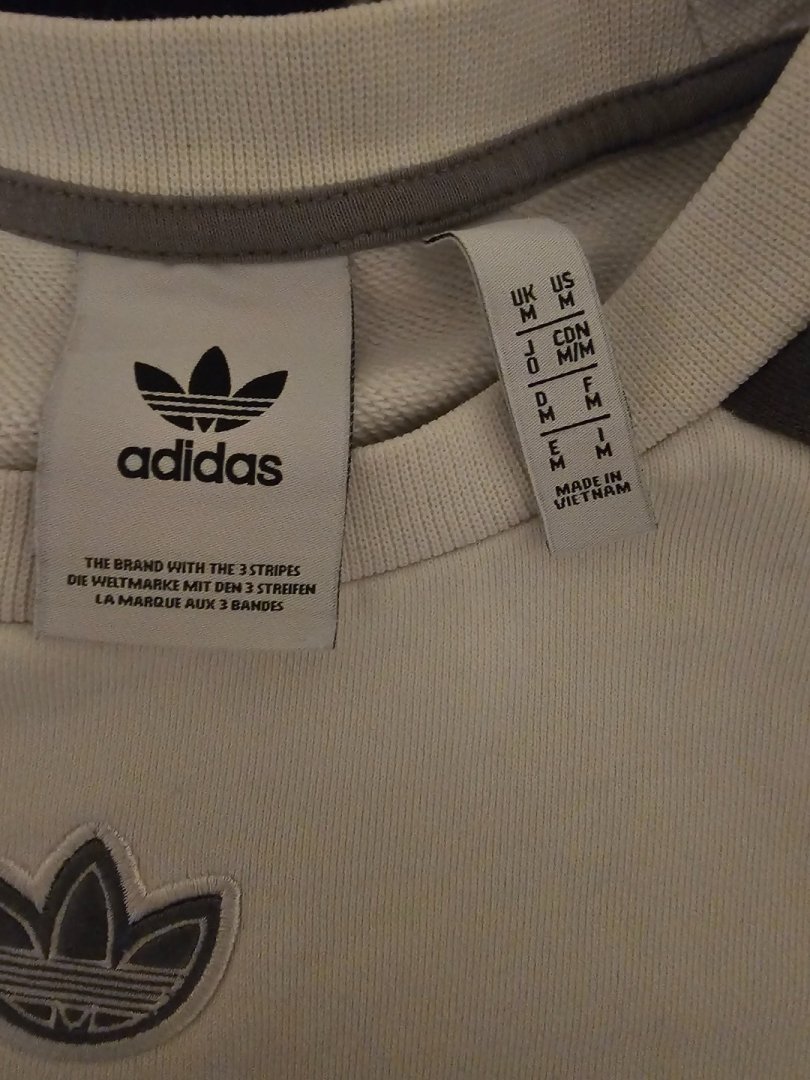 adidas
THE BRAND WITH THE 3 STRIPES
DIE WELTMARKE MIT DEN 3 STREIFEN
LA MARQUE AUX 3 BANDES
UK US
M M
J CDN
O M/M
D F
M M
E I
M M
MADE IN
VIETNAM